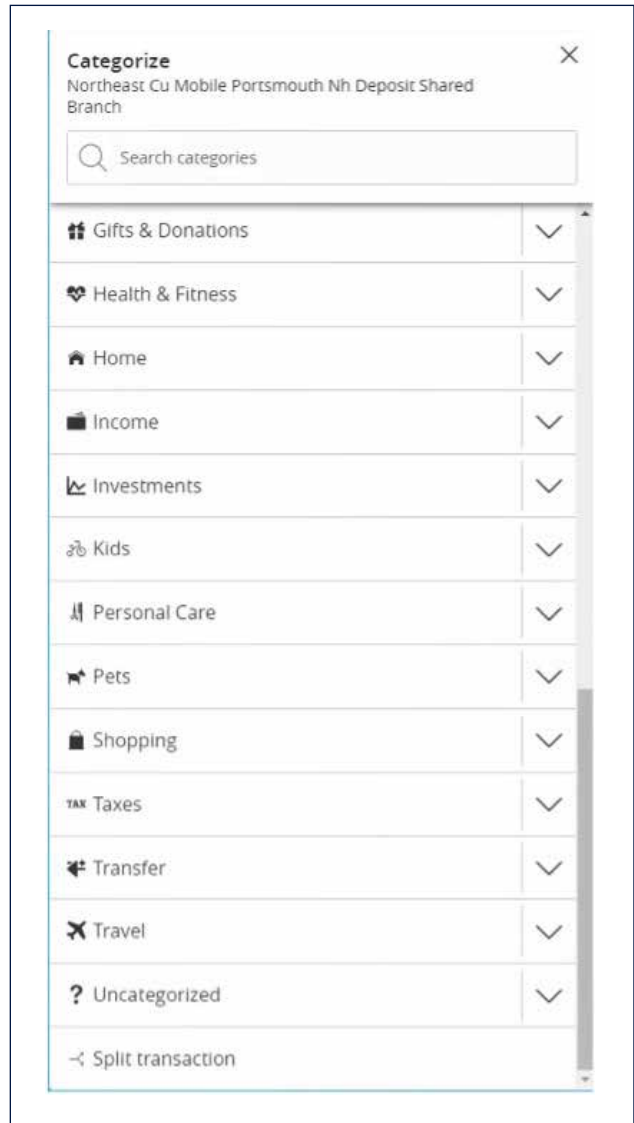 Categorize
Northeast Cu Mobile Portsmouth Nh Deposit Shared
Branch
Search categories
Gifts & Donations
Health & Fitness
Home
Income
Investments
Kids
Personal Care
Pets
Shopping
TAX Taxes
Transfer
Travel
? Uncategorized
Split transaction